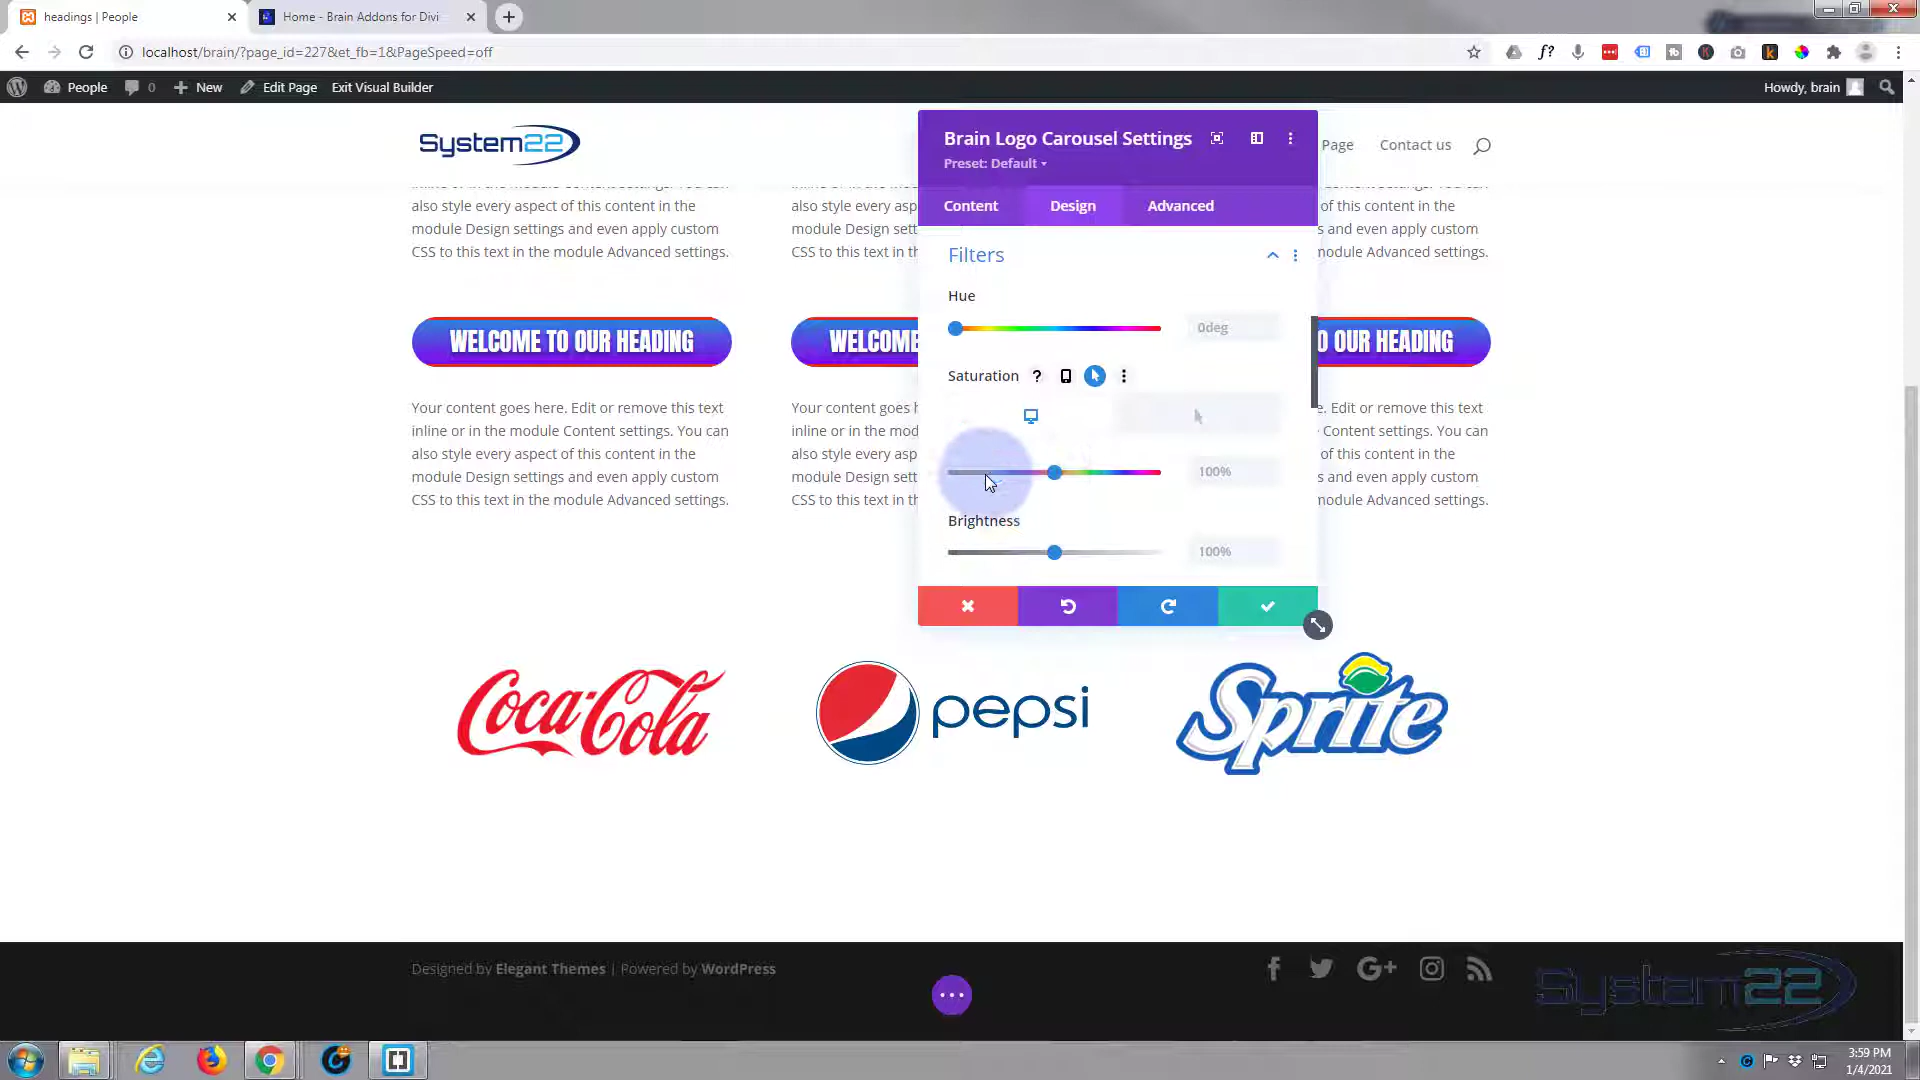 headings | People
Home - Brain Addons for Divi
localhost/brain/?page_id=227&et_fb=1&PageSpeed=off
People 0 New Edit Page Exit Visual Builder Howdy, brain
System22 Page Contact us
Brain Logo Carousel Settings
Preset: Default
Content Design Advanced
Filters
Hue
0deg
Saturation ?
100%
Brightness
100%
also style every aspect of this content in the
module Design settings and even apply custom
CSS to this text in the module Advanced settings.
also style every asp
module Design sett
CSS to this text in th
of this content in the
s and even apply custom
module Advanced settings.
WELCOME TO OUR HEADING
WELCOME
OUR HEADING
Your content goes here. Edit or remove this text
inline or in the module Content settings. You can
also style every aspect of this content in the
module Design settings and even apply custom
CSS to this text in the module Advanced settings.
Your content goes h
inline or in the modu
also style every asp
module Design sett
CSS to this text in th
e. Edit or remove this text
Content settings. You can
of this content in the
s and even apply custom
module Advanced settings.
Coca-Cola
pepsi
Sprite
Designed by Elegant Themes | Powered by WordPress
System22
3:59 PM
1/4/2021